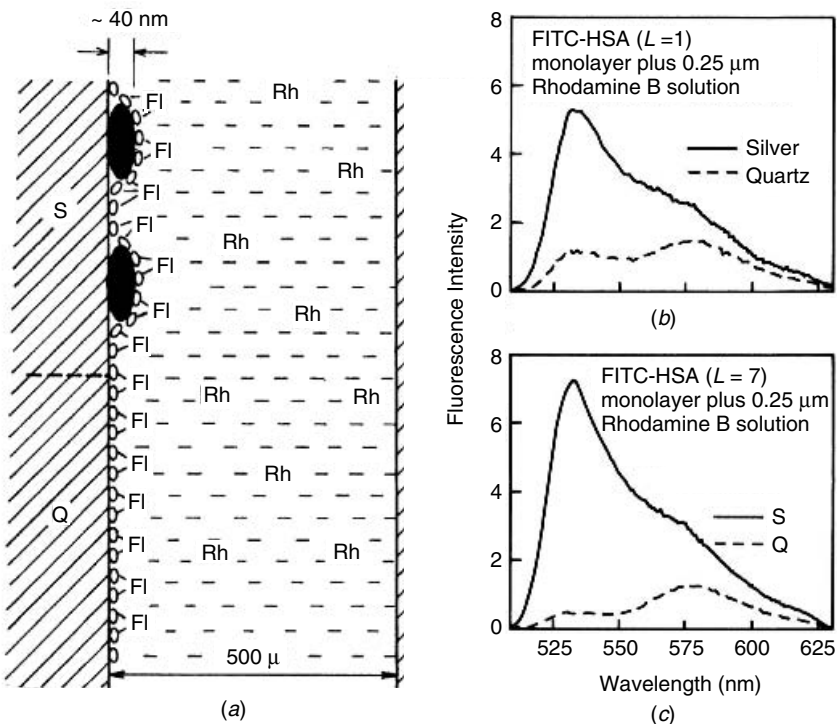 ~ 40 nm
Fl
Rh
Fl
Fl
Rh
S
Fl
Rh
Fl
Fl
Rh
Fl
Fl
Rh
Rh
Fl
Fl
Rh
Q
Fl
Rh
Rh
Fl
Fl
Fl
500 μ
(a)
Fluorescence Intensity
8
6
4
2
0
FITC-HSA (L =1)
monolayer plus 0.25 μm
Rhodamine B solution
Silver
Quartz
(b)
8
6
4
2
0
FITC-HSA (L = 7)
monolayer plus 0.25 μm
Rhodamine B solution
S
Q
525 550 575 600 625
Wavelength (nm)
(c)